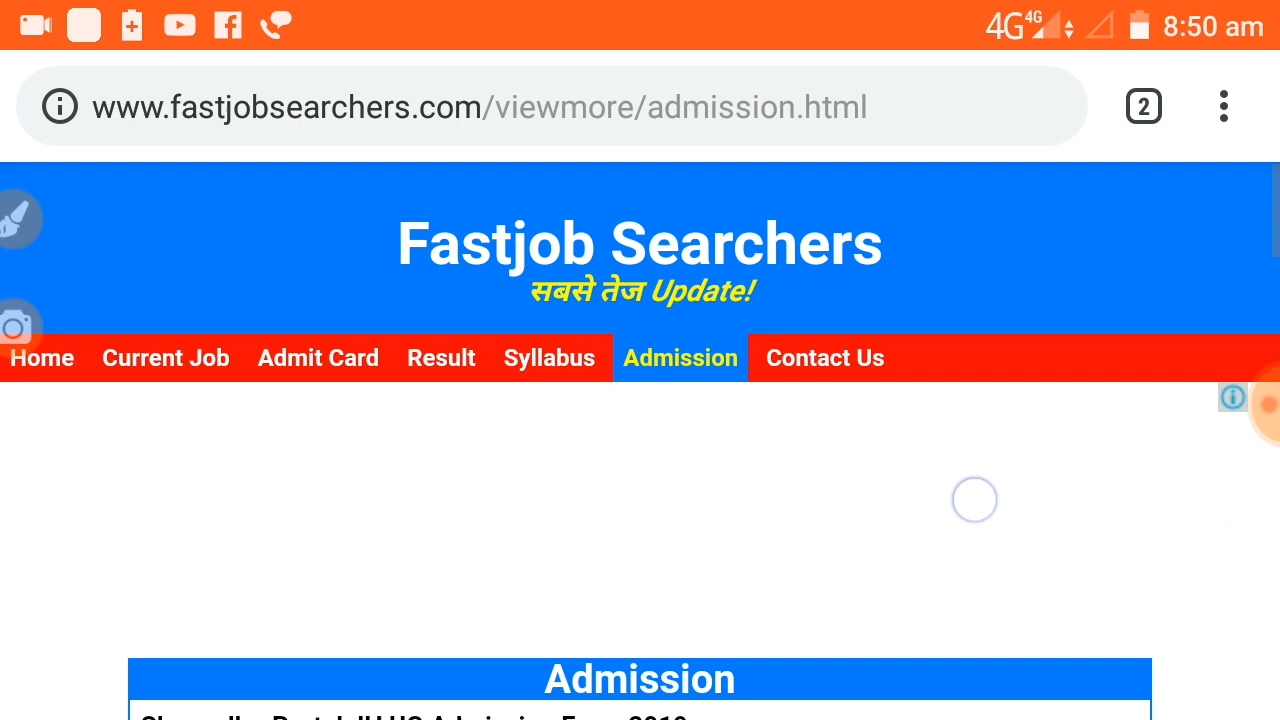 4G 4G 8:50 am
www.fastjobsearchers.com/viewmore/admission.html
2
Fastjob Searchers
सबसे तेज Update!
Home Current Job Admit Card Result Syllabus Admission Contact Us
Admission